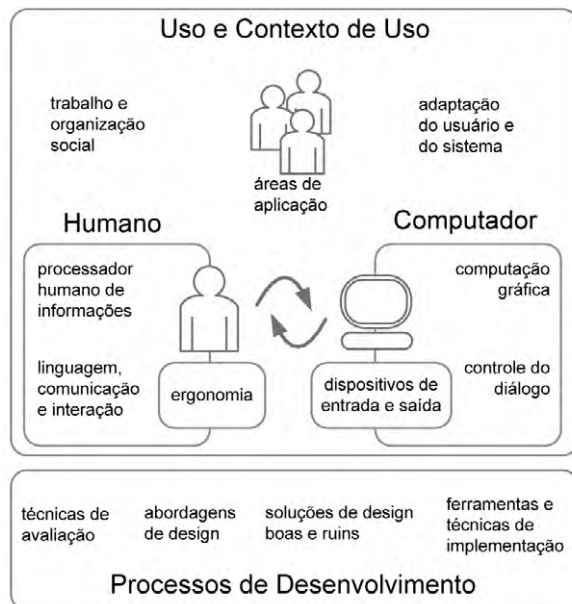 Uso e Contexto de Uso
trabalho e
organização
social
adaptação
do usuário e
do sistema
áreas de
aplicação
Humano
Computador
processador
humano de
informações
computação
gráfica
linguagem,
comunicação
e interação
ergonomia
dispositivos de
entrada e saída
controle do
diálogo
técnicas de
avaliação
abordagens
de design
soluções de design
boas e ruins
ferramentas e
técnicas de
implementação
Processos de Desenvolvimento